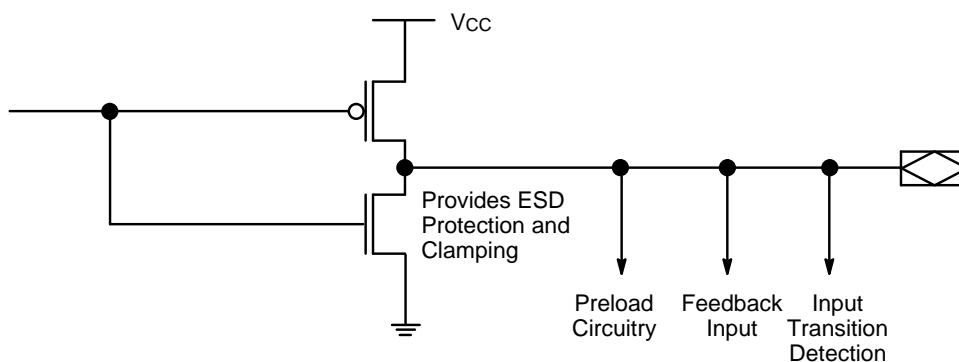 VCC
Provides ESD
Protection and
Clamping
Preload
Circuitry
Feedback
Input
Input
Transition
Detection